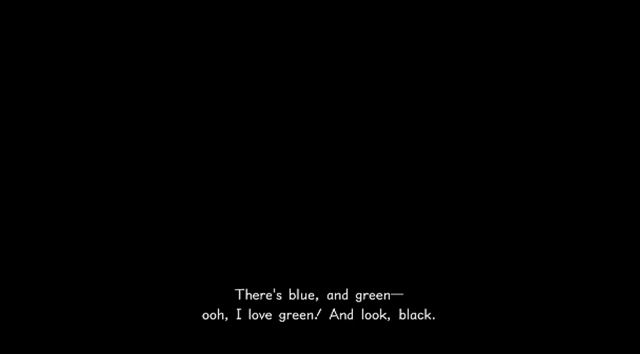 There's blue, and green—
ooh, I love green! And look, black.